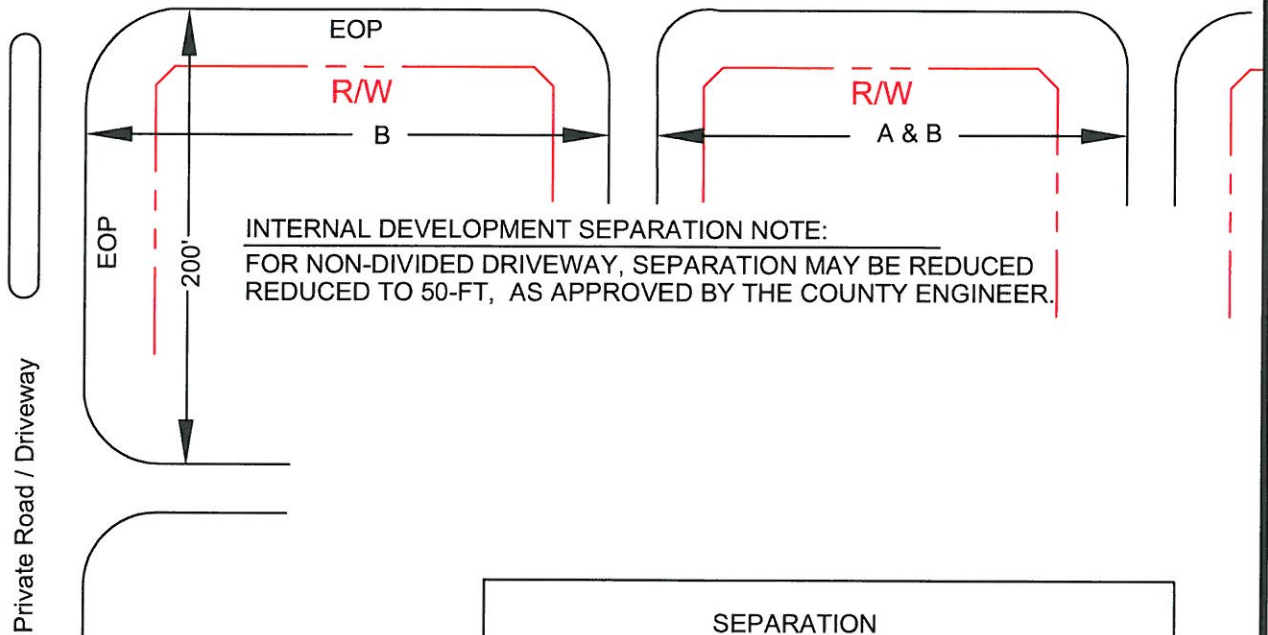 EOP
R/W
R/W
B
A & B
EOP
200'
INTERNAL DEVELOPMENT SEPARATION NOTE:
FOR NON-DIVIDED DRIVEWAY, SEPARATION MAY BE REDUCED
REDUCED TO 50-FT, AS APPROVED BY THE COUNTY ENGINEER.
Private Road / Driveway
SEPARATION